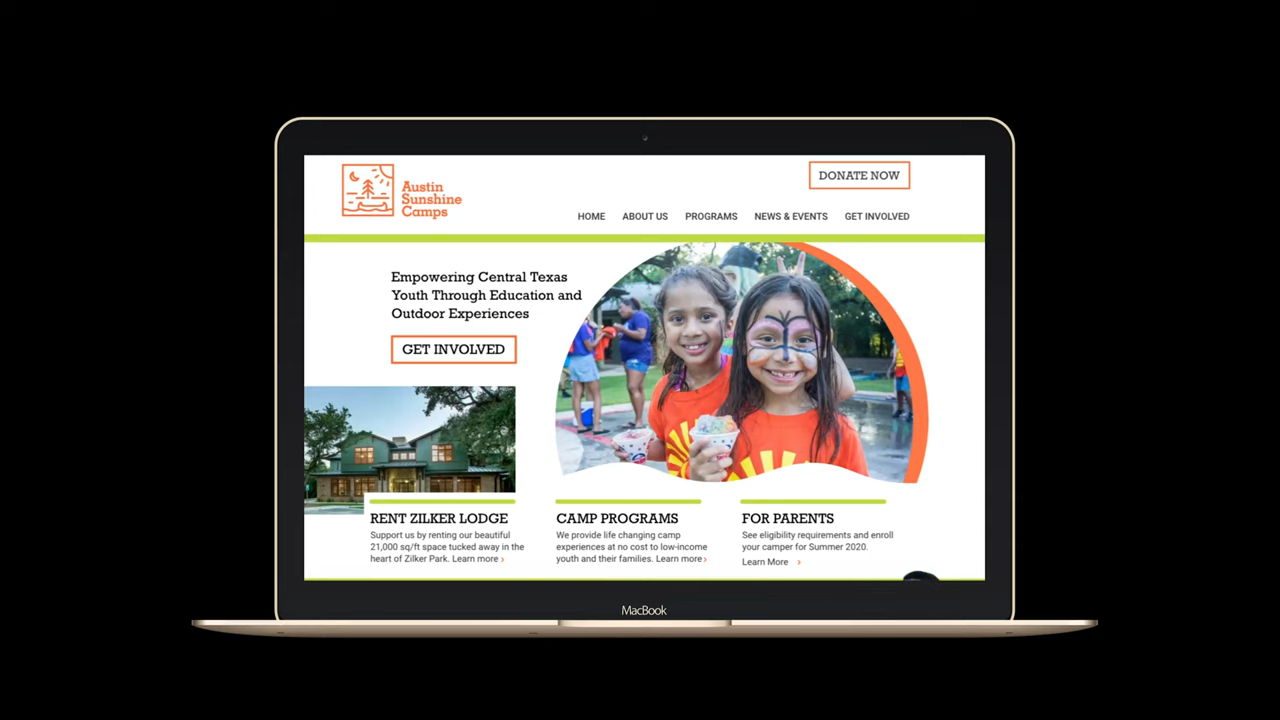 Austin
Sunshine
Camps
DONATE NOW
HOME ABOUT US PROGRAMS NEWS & EVENTS GET INVOLVED
Empowering Central Texas
Youth Through Education and
Outdoor Experiences
GET INVOLVED
RENT ZILKER LODGE
Support us by renting our beautiful
21,000 sq/ft space tucked away in the
heart of Zilker Park. Learn more ›
CAMP PROGRAMS
We provide life changing camp
experiences at no cost to low-income
youth and their families. Learn more ›
FOR PARENTS
See eligibility requirements and enroll
your camper for Summer 2020.
Learn More ›
MacBook